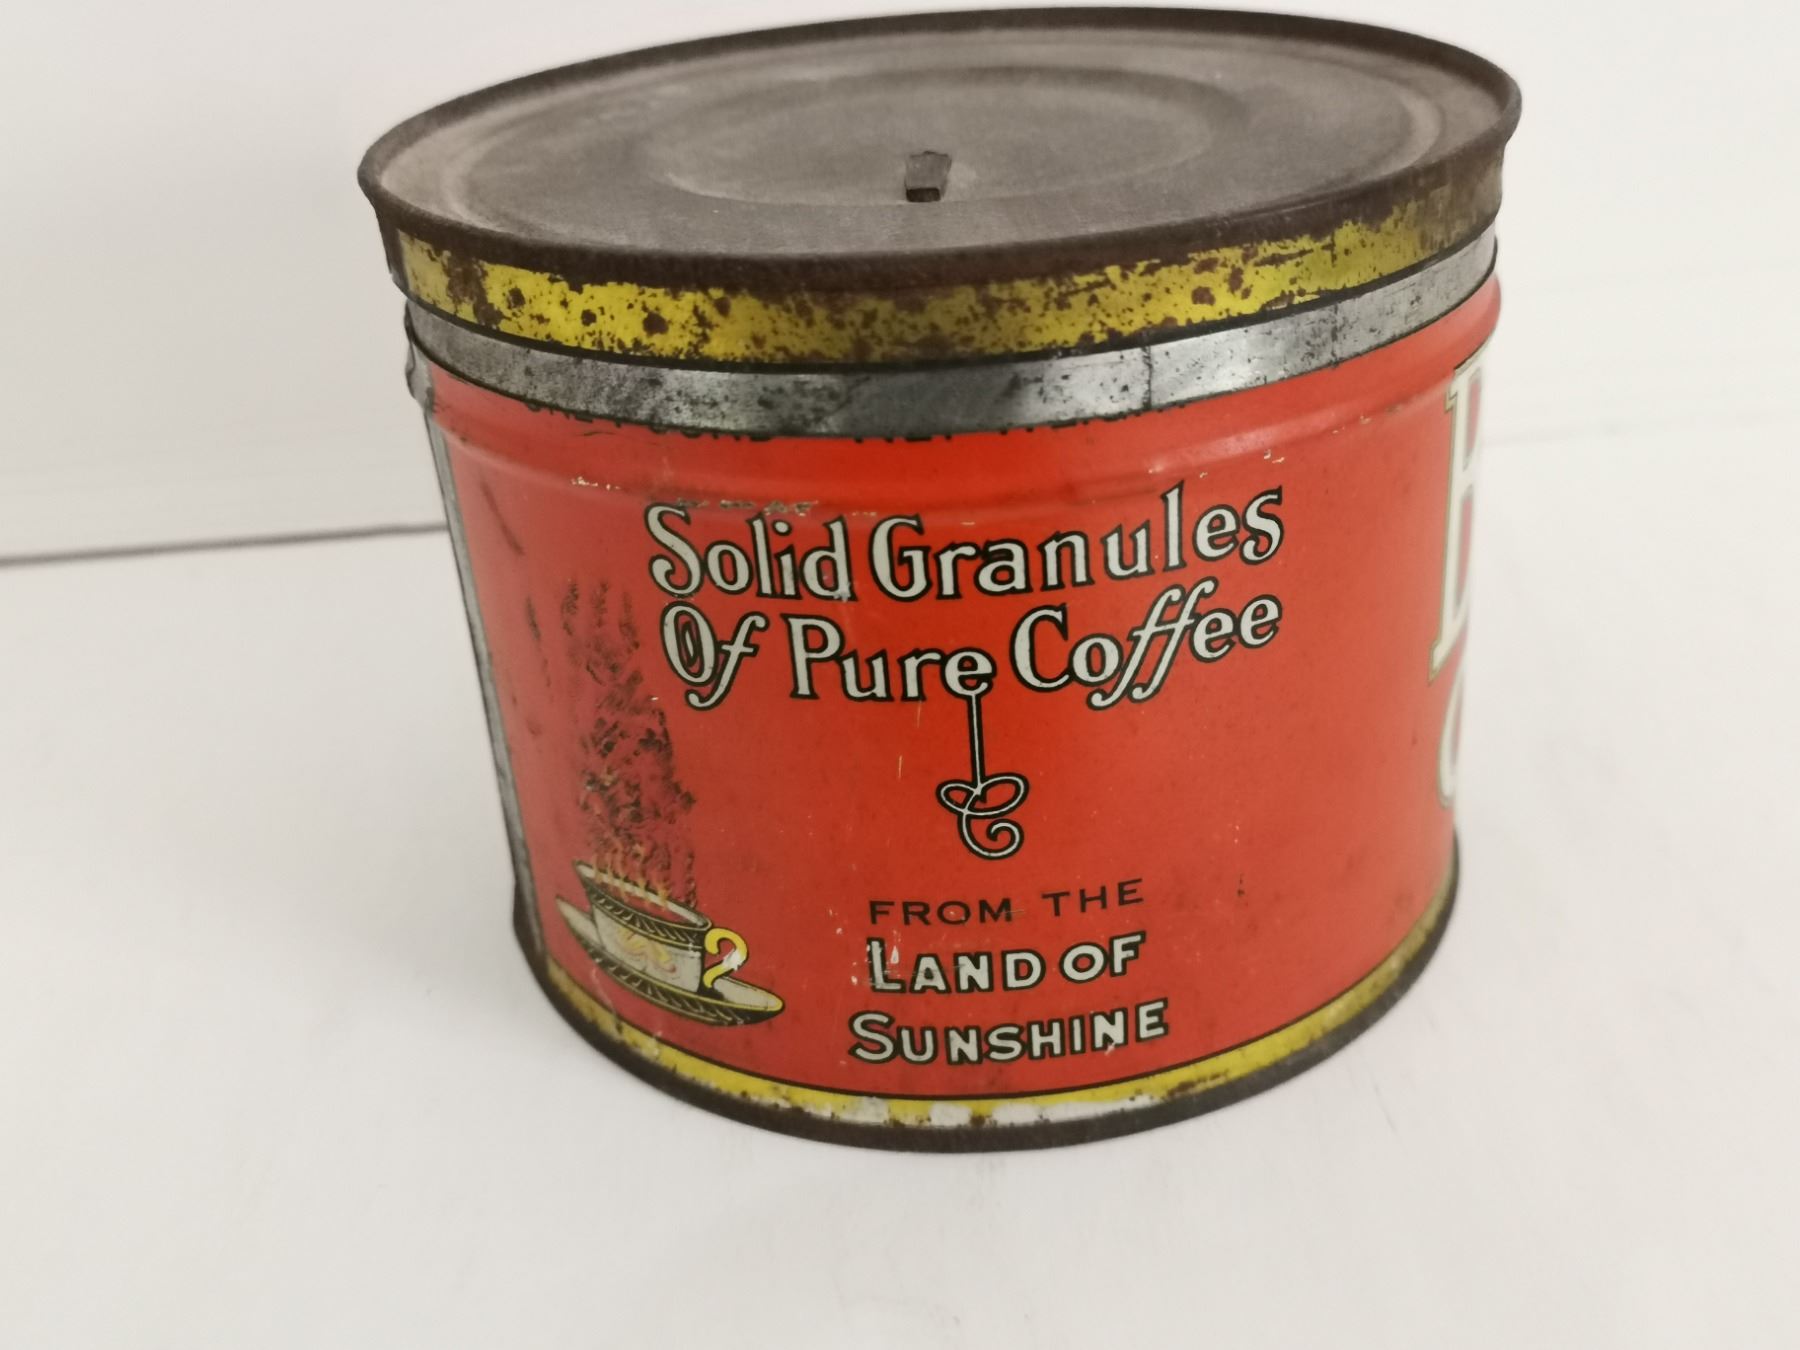 Solid Granules
Of Pure Coffee
FROM THE
LAND OF
SUNSHINE